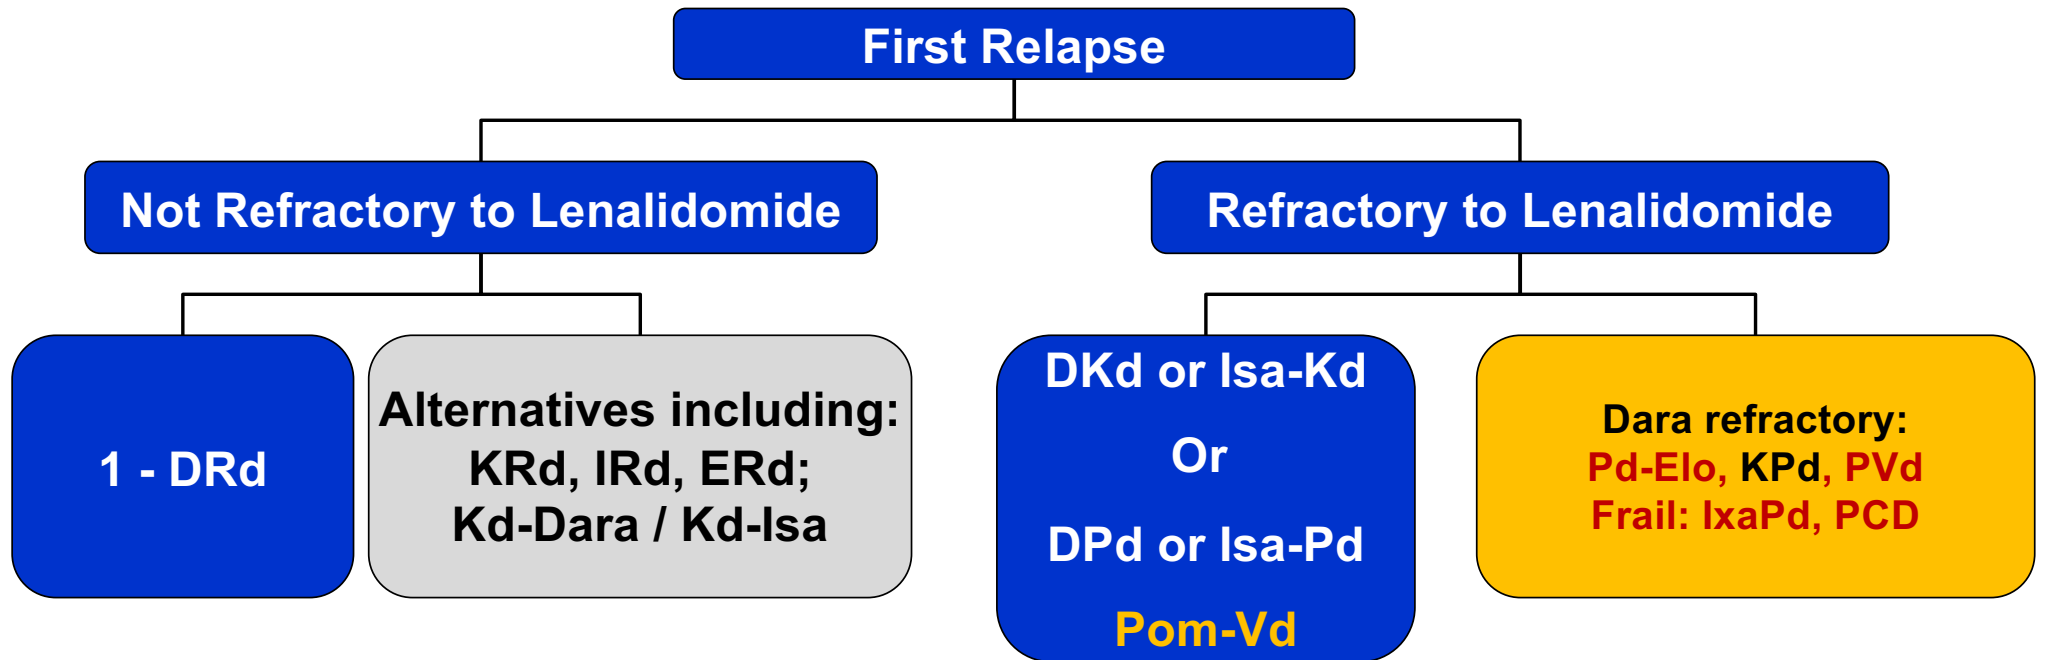 First Relapse
Not Refractory to Lenalidomide
Refractory to Lenalidomide
1 - DRd
Alternatives including:
KRd, IRd, ERd;
Kd-Dara / Kd-Isa
DKd or Isa-Kd
Or
DPd or Isa-Pd
Pom-Vd
Dara refractory:
Pd-Elo, KPd, PVd
Frail: IxaPd, PCD